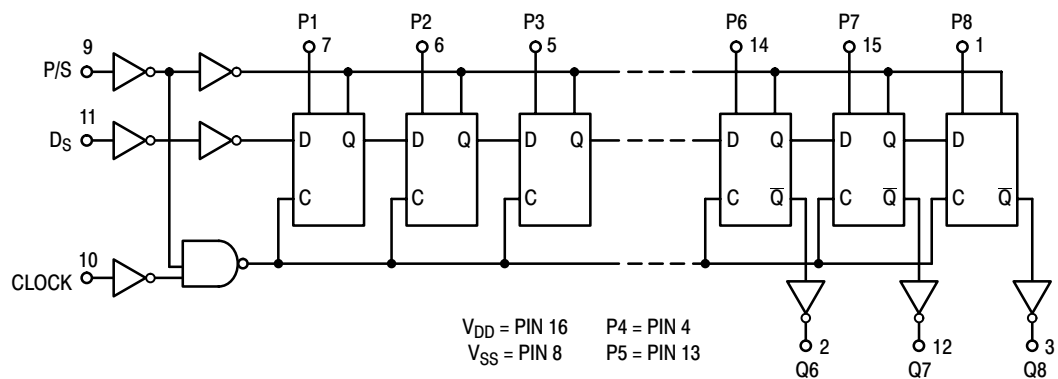 P1 P2 P3 P6 P7 P8
9 7 6 5 14 15 1
P/S
11
DS D Q D Q D Q D Q D Q D
C C C C Q̅ C Q̅ C Q̅
10
CLOCK
VDD = PIN 16 P4 = PIN 4
VSS = PIN 8 P5 = PIN 13
2 12 3
Q6 Q7 Q8